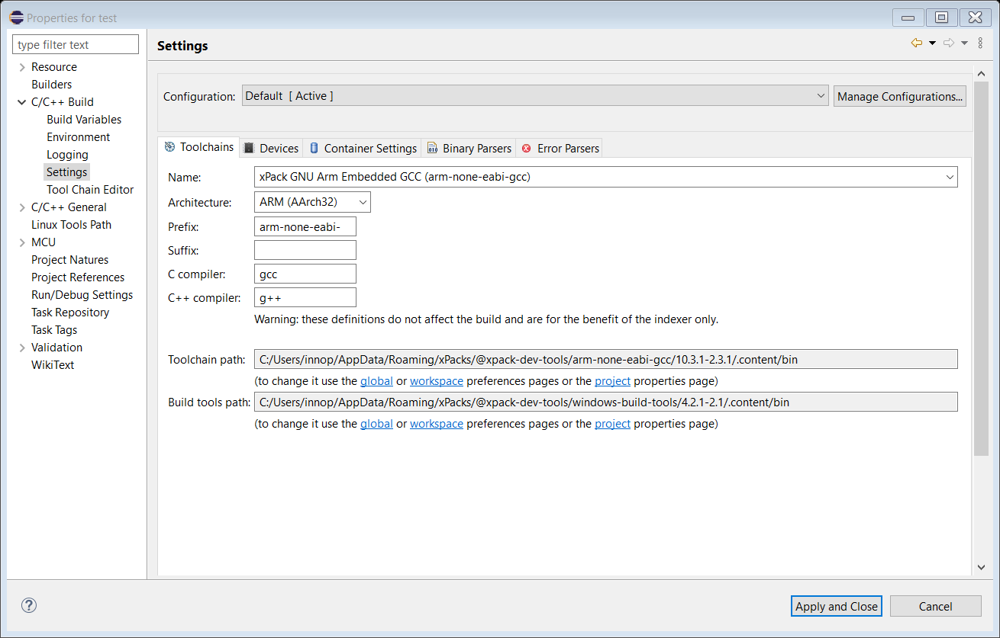 Properties for test
type filter text
Resource
Builders
C/C++ Build
Build Variables
Environment
Logging
Settings
Tool Chain Editor
C/C++ General
Linux Tools Path
MCU
Project Natures
Project References
Run/Debug Settings
Task Repository
Task Tags
Validation
WikiText
Settings
Configuration: Default [ Active ] Manage Configurations...
Toolchains Devices Container Settings Binary Parsers Error Parsers
Name: xPack GNU Arm Embedded GCC (arm-none-eabi-gcc)
Architecture: ARM (AArch32)
Prefix: arm-none-eabi-
Suffix:
C compiler: gcc
C++ compiler: g++
Warning: these definitions do not affect the build and are for the benefit of the indexer only.
Toolchain path: C:/Users/innop/AppData/Roaming/xPacks/@xpack-dev-tools/arm-none-eabi-gcc/10.3.1-2.3.1/.content/bin
(to change it use the global or workspace preferences pages or the project properties page)
Build tools path: C:/Users/innop/AppData/Roaming/xPacks/@xpack-dev-tools/windows-build-tools/4.2.1-2.1/.content/bin
(to change it use the global or workspace preferences pages or the project properties page)
? Apply and Close Cancel